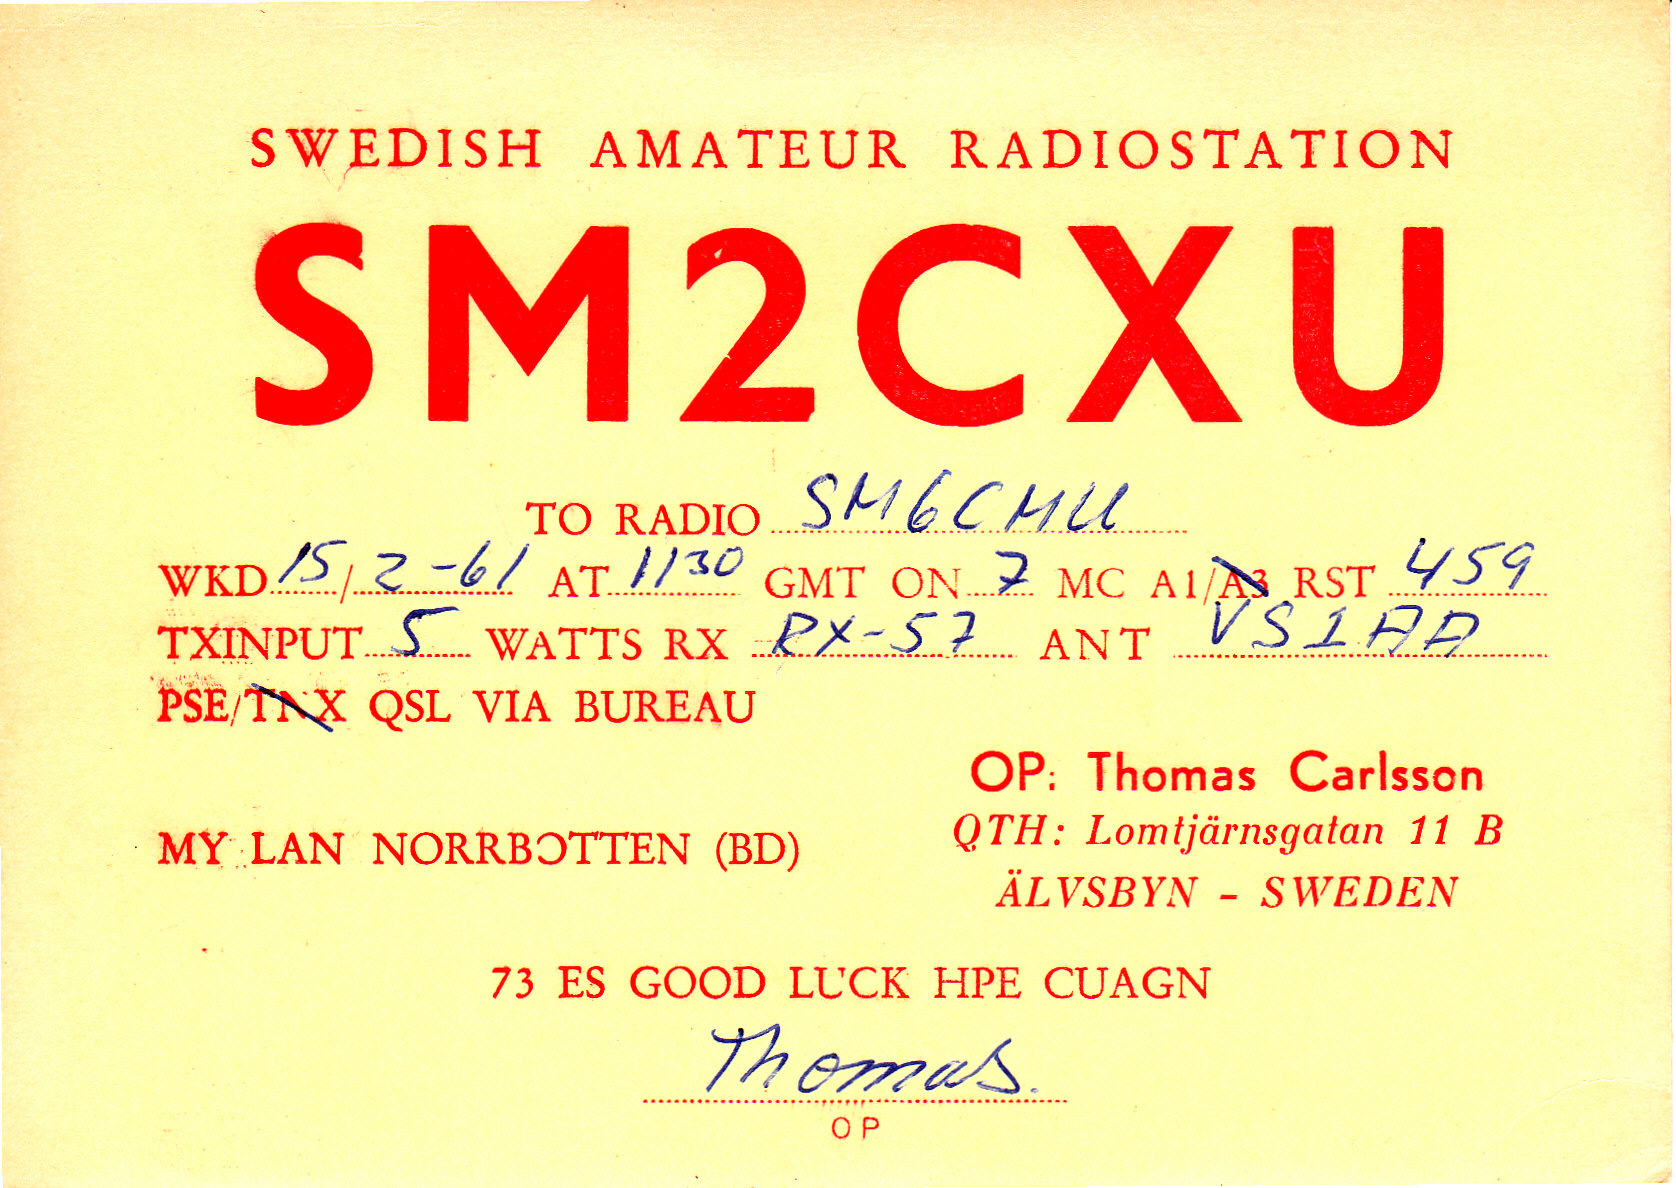 SWEDISH AMATEUR RADIOSTATION
SM2CXU
TO RADIO SM6CMU
WKD 15/2-61 AT 1130 GMT ON 7 MC A1/A3 RST 459
TXINPUT 5 WATTS RX RX-57 ANT VS1AA
PSE/TNX QSL VIA BUREAU
OP: Thomas Carlsson
QTH: Lomtjärnsgatan 11 B
MY LAN NORRBOTTEN (BD)
ÄLVSBYN - SWEDEN
73 ES GOOD LUCK HPE CUAGN
Thomas.
OP